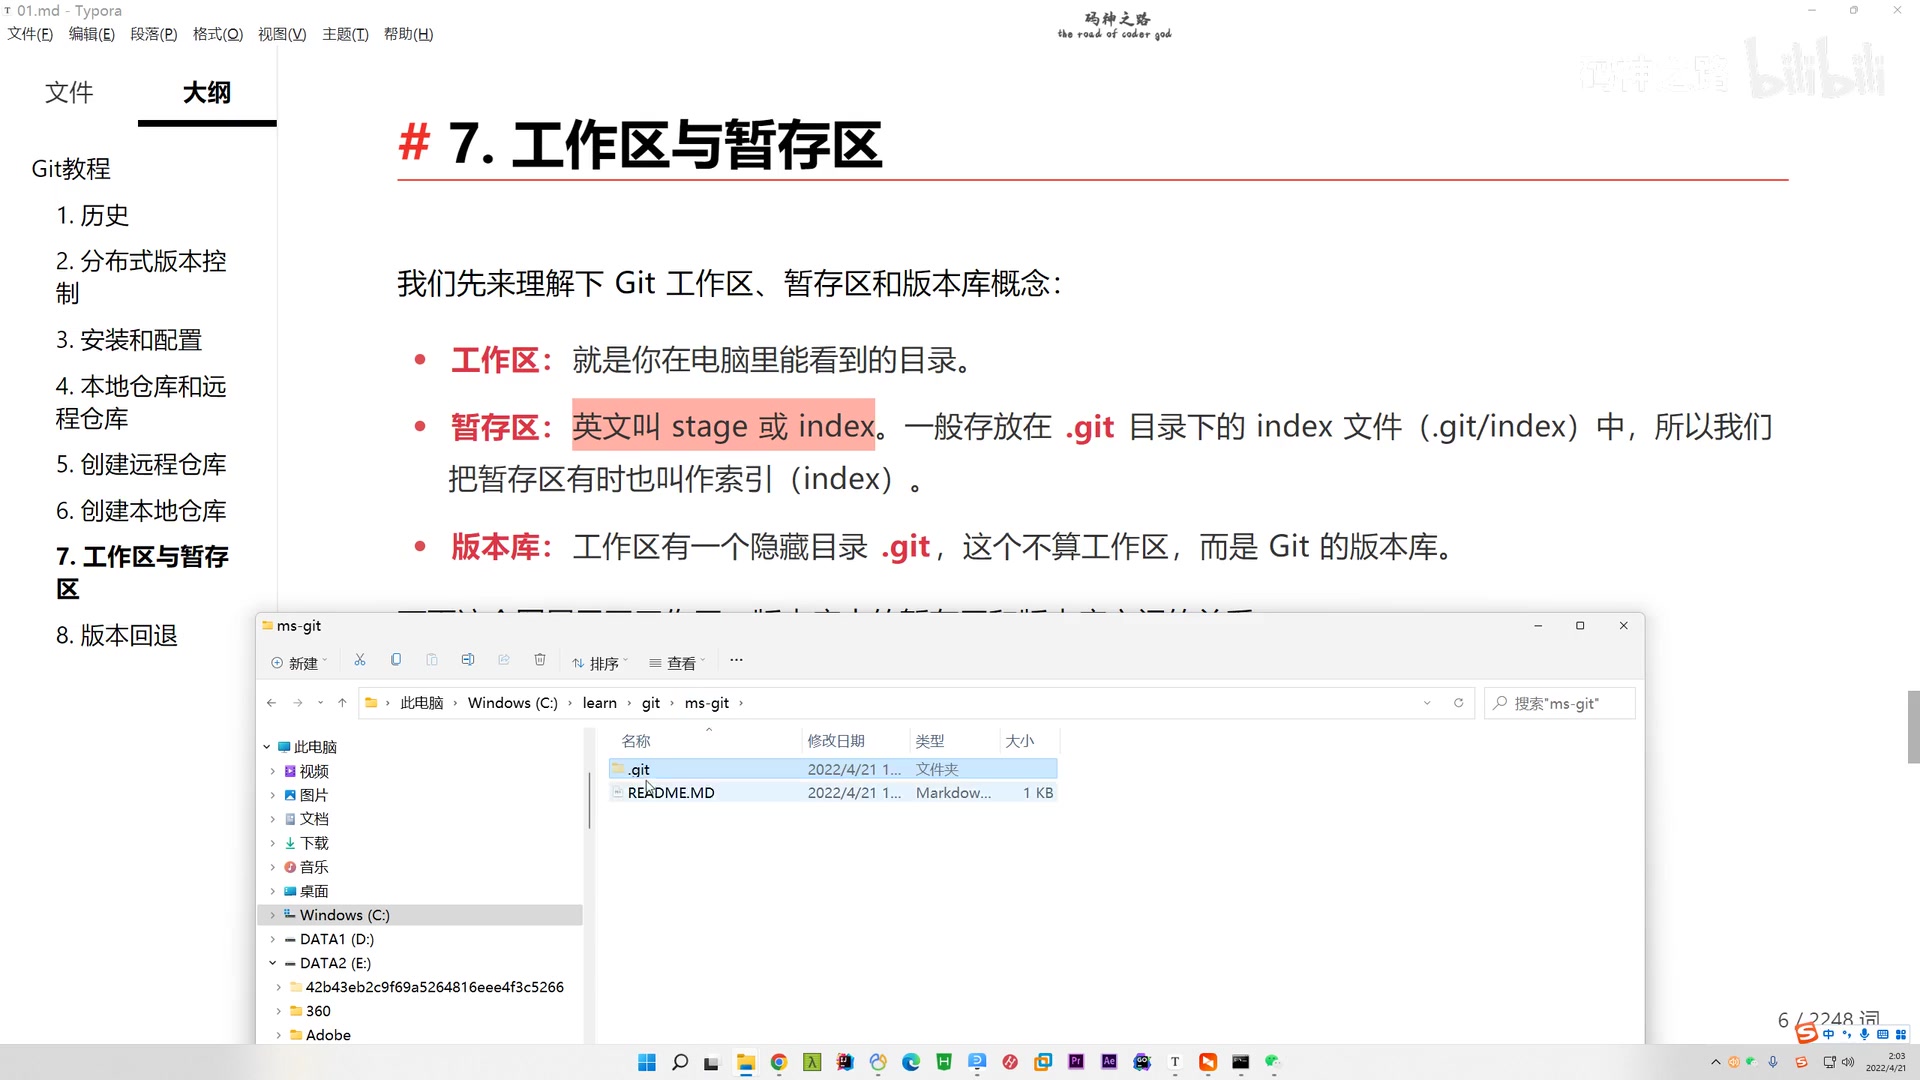 01.md - Typora
码神之路
the road of coder god
文件(F) 编辑(E) 段落(P) 格式(O) 视图(V) 主题(T) 帮助(H)
码神之路 bilibili
文件 大纲
# 7. 工作区与暂存区
Git教程
1. 历史
2. 分布式版本控
制
3. 安装和配置
4. 本地仓库和远
程仓库
5. 创建远程仓库
6. 创建本地仓库
7. 工作区与暂存
区
8. 版本回退
我们先来理解下 Git 工作区、暂存区和版本库概念：
工作区：就是你在电脑里能看到的目录。
暂存区：英文叫 stage 或 index。一般存放在 .git 目录下的 index 文件（.git/index）中，所以我们
把暂存区有时也叫作索引（index）。
版本库：工作区有一个隐藏目录 .git，这个不算工作区，而是 Git 的版本库。
ms-git
新建 排序 查看 ···
此电脑 › Windows (C:) › learn › git › ms-git ›
搜索"ms-git"
名称 修改日期 类型 大小
.git 2022/4/21 1... 文件夹
README.MD 2022/4/21 1... Markdow... 1 KB
此电脑
视频
图片
文档
下载
音乐
桌面
Windows (C:)
DATA1 (D:)
DATA2 (E:)
42b43eb2c9f69a5264816eee4f3c5266
360
Adobe
6 / 2248 词
中
2:03
2022/4/21